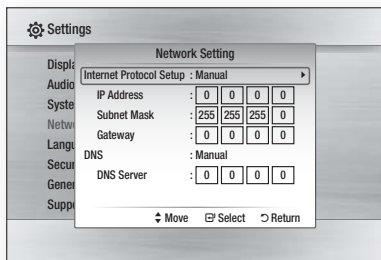 Settings
Network Setting
Displa
Internet Protocol Setup : Manual
Audio
IP Address : 0 0 0 0
Syste
Subnet Mask : 255 255 255 0
Netwo
Gateway : 0 0 0 0
Langu
DNS : Manual
Secur
DNS Server : 0 0 0 0
Gener
Suppo
Move Select Return